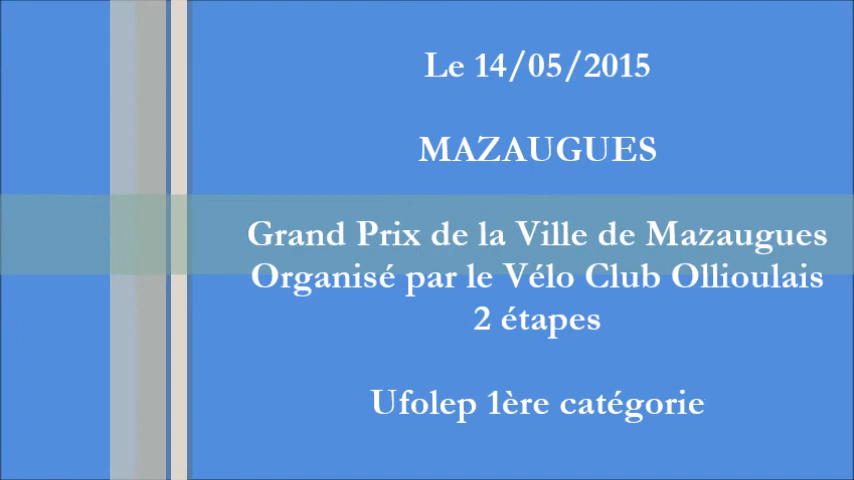 Le 14/05/2015
MAZAUGUES
Grand Prix de la Ville de Mazaugues
Organisé par le Vélo Club Ollioulais
2 étapes
Ufolep 1ère catégorie